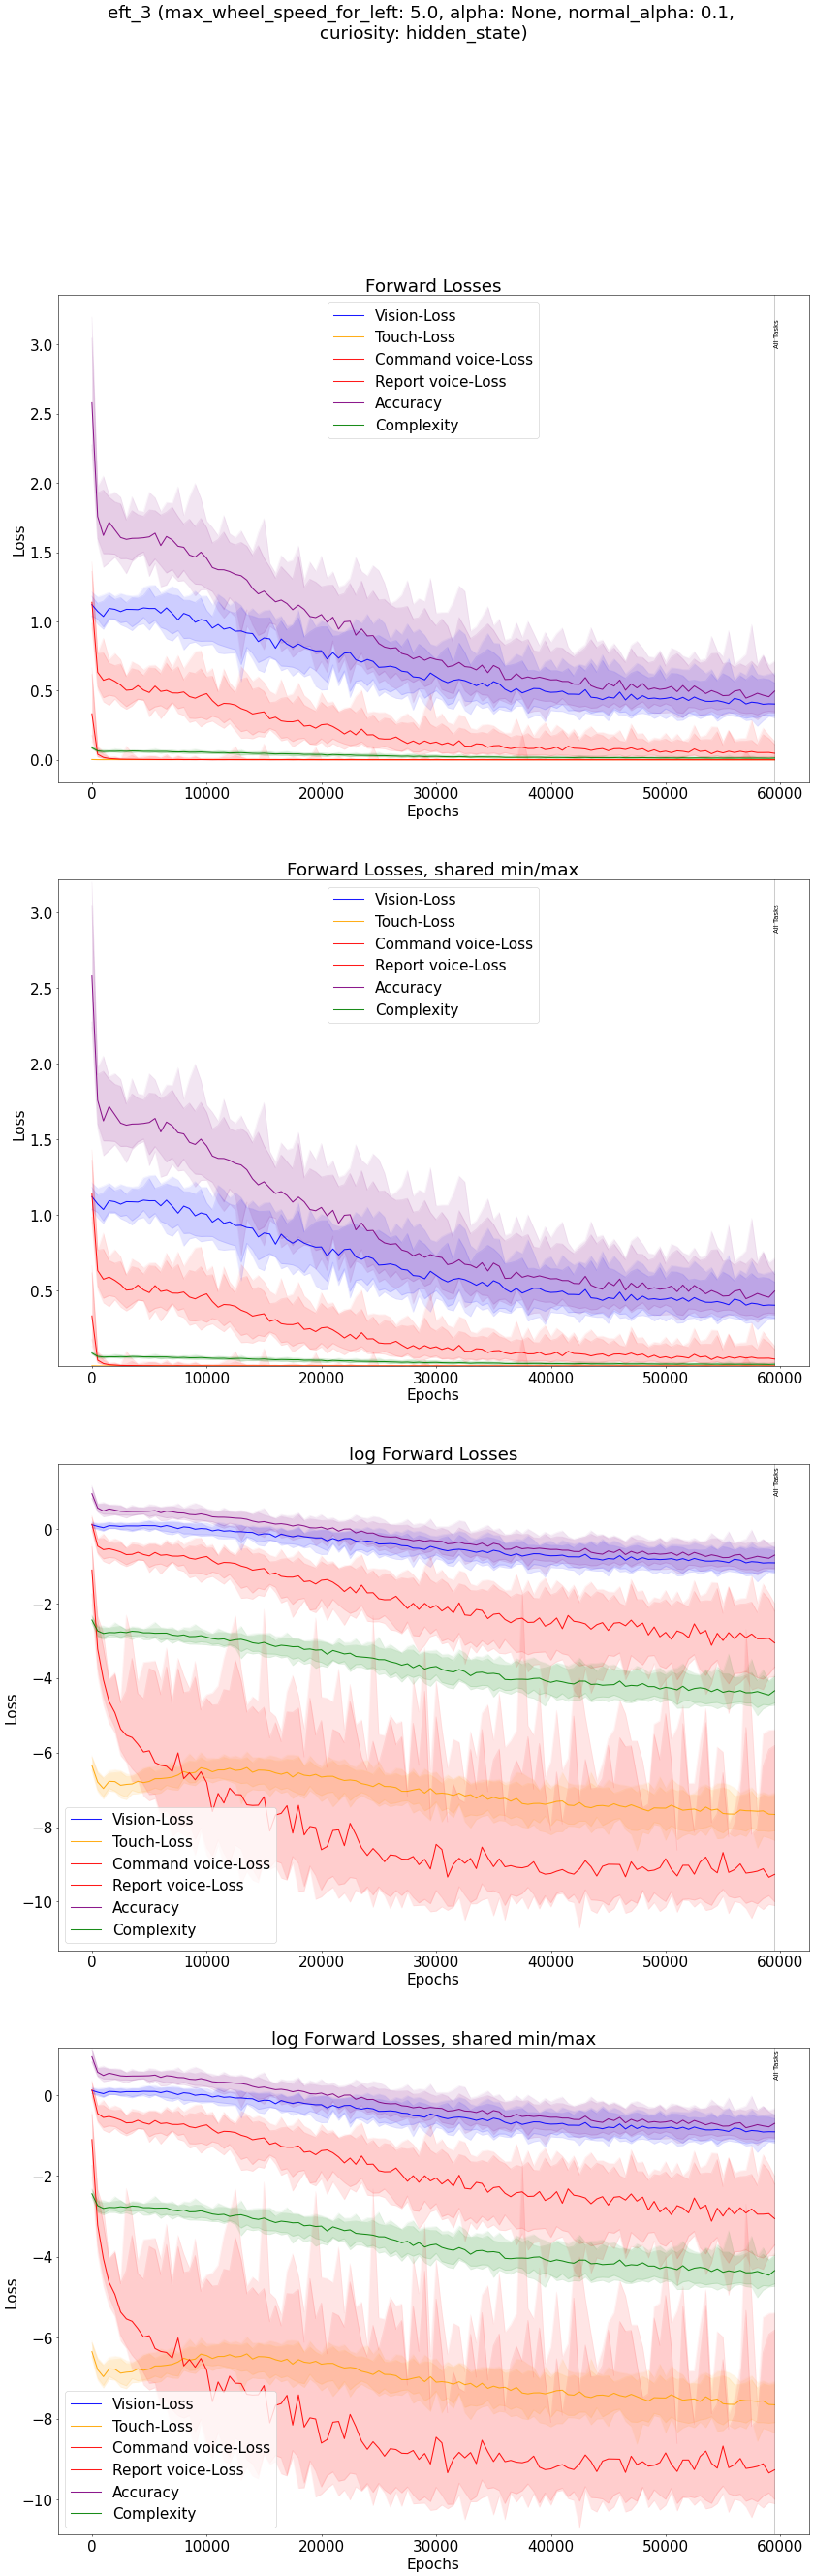 eft_3 (max_wheel_speed_for_left: 5.0, alpha: None, normal_alpha: 0.1,
curiosity: hidden_state)
Forward Losses
Vision-Loss
Touch-Loss
Command voice-Loss
Report voice-Loss
Accuracy
Complexity
All Tasks
3.0
2.5
2.0
1.5
1.0
0.5
0.0
Loss
0 10000 20000 30000 40000 50000 60000
Epochs
Forward Losses, shared min/max
Vision-Loss
Touch-Loss
Command voice-Loss
Report voice-Loss
Accuracy
Complexity
All Tasks
3.0
2.5
2.0
1.5
1.0
0.5
Loss
0 10000 20000 30000 40000 50000 60000
Epochs
log Forward Losses
All Tasks
0
−2
−4
−6
−8
−10
Loss
Vision-Loss
Touch-Loss
Command voice-Loss
Report voice-Loss
Accuracy
Complexity
0 10000 20000 30000 40000 50000 60000
Epochs
log Forward Losses, shared min/max
All Tasks
0
−2
−4
−6
−8
−10
Loss
Vision-Loss
Touch-Loss
Command voice-Loss
Report voice-Loss
Accuracy
Complexity
0 10000 20000 30000 40000 50000 60000
Epochs